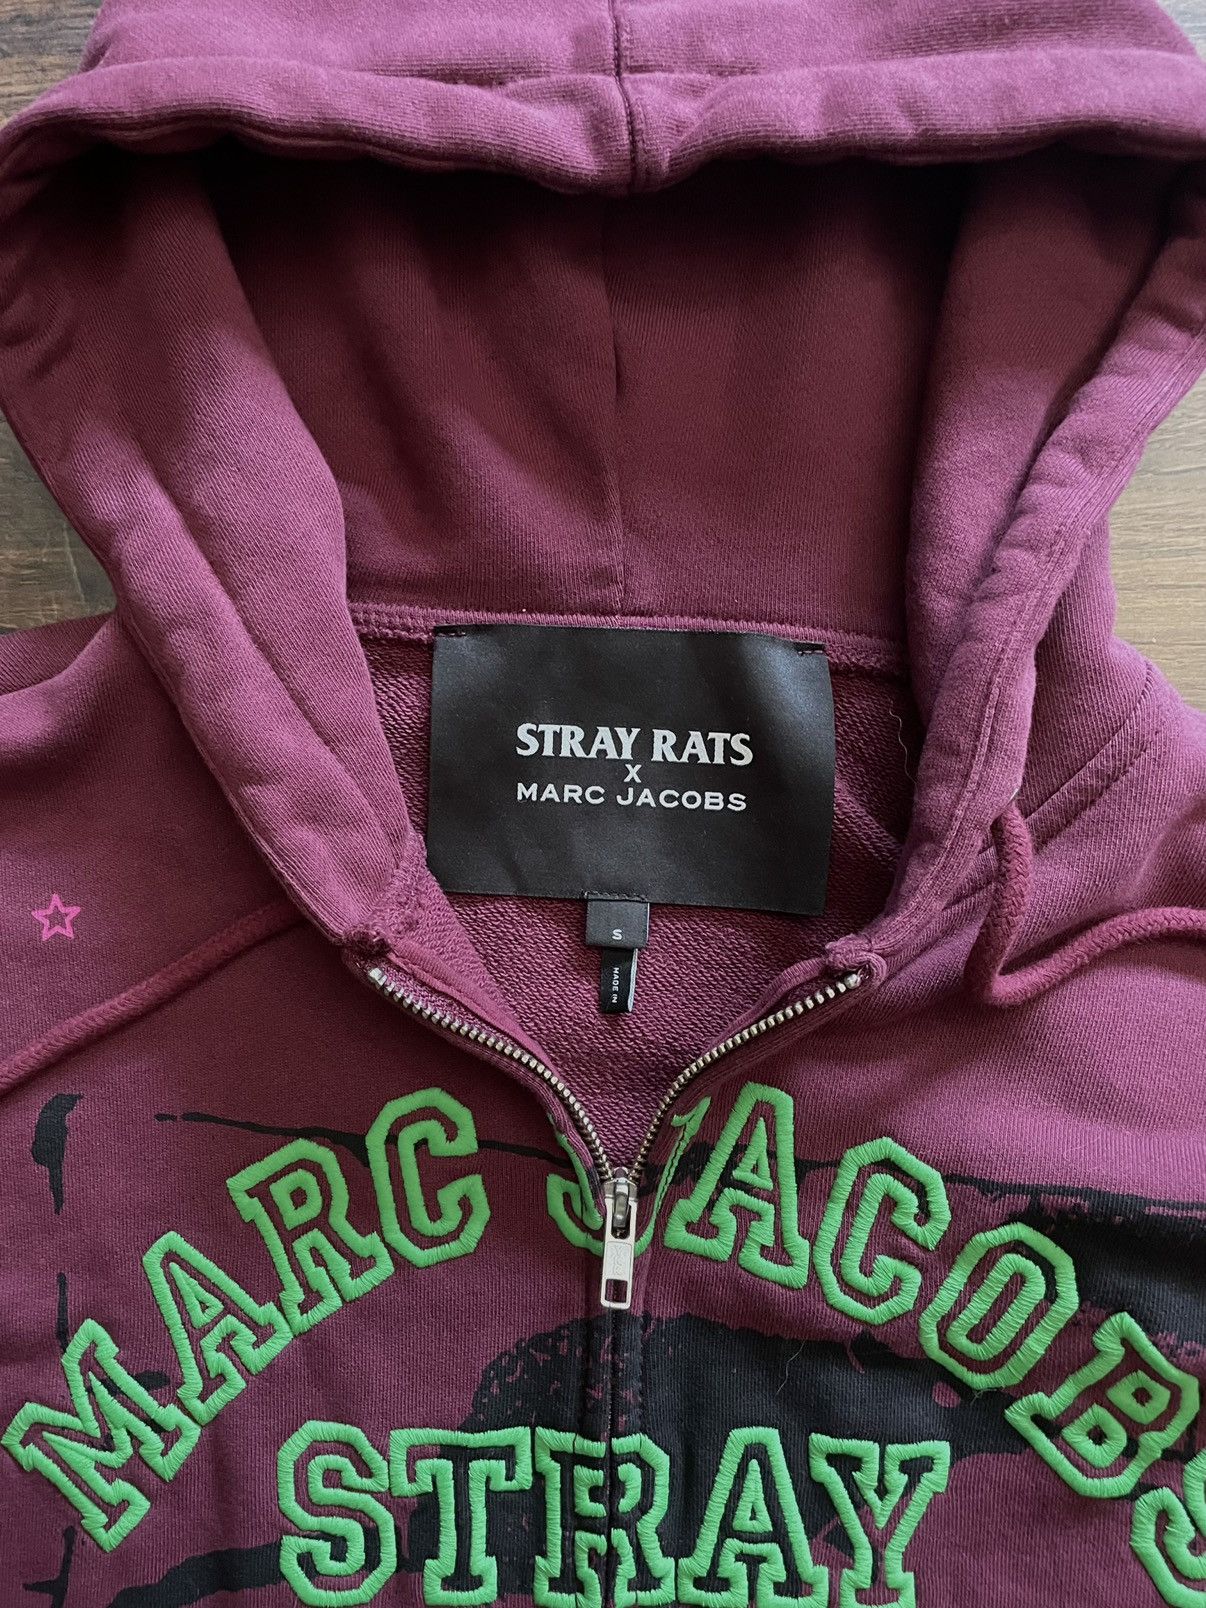 STRAY RATS
X
MARC JACOBS
S
MADE IN
MARC JACOBS
STRAY